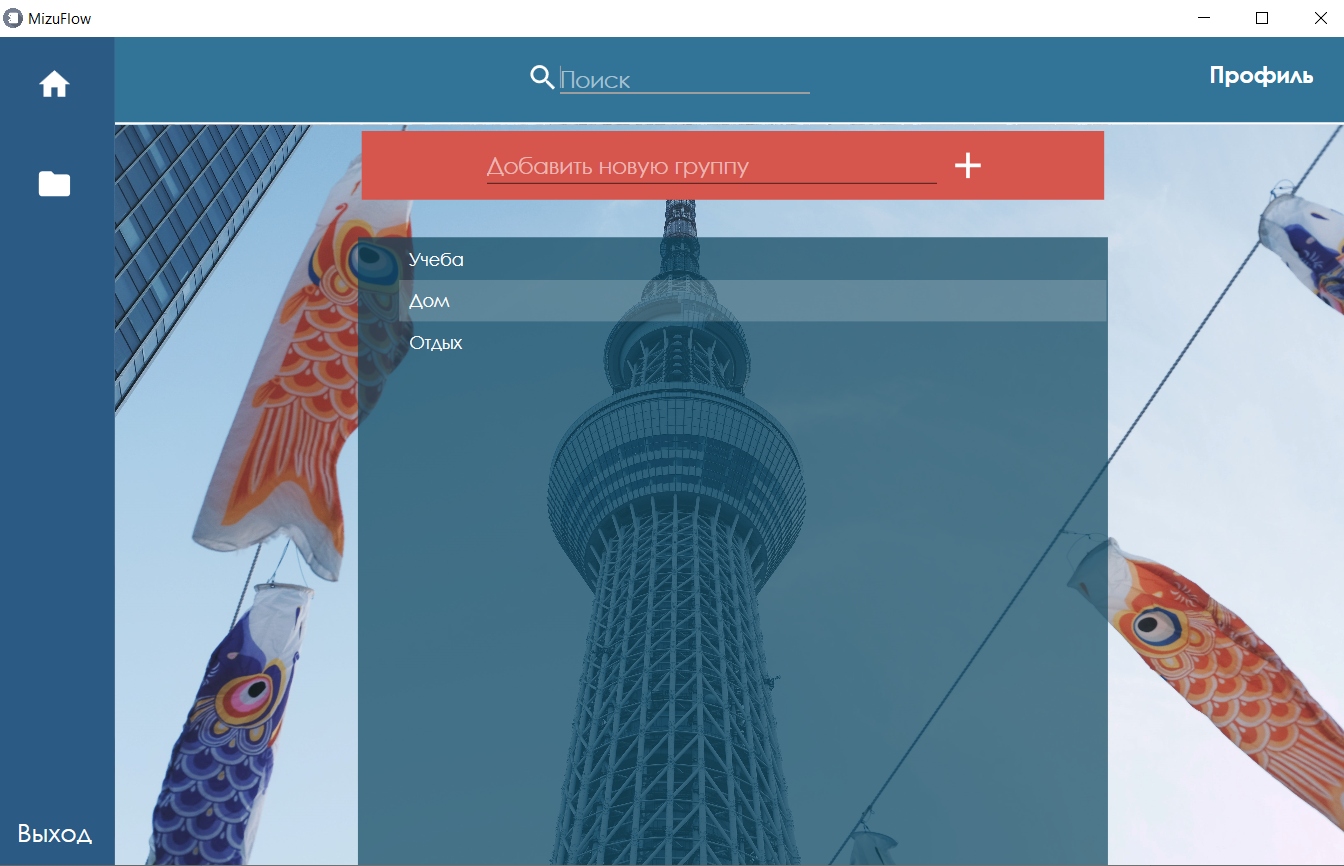 MizuFlow
Поиск
Профиль
Добавить новую группу
Учеба
Дом
Отдых
Выход